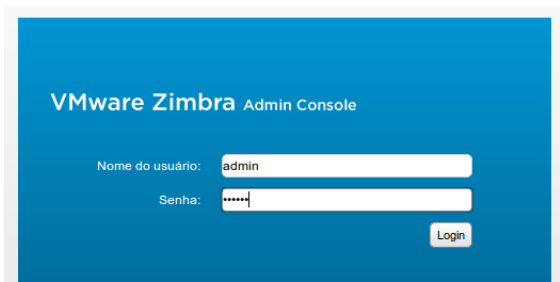 VMware Zimbra Admin Console
Nome do usuário: admin
Senha: ••••••
Login